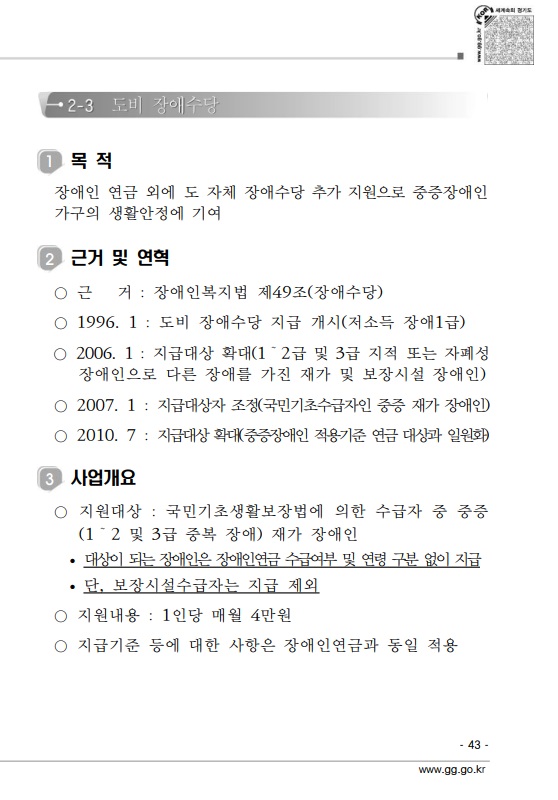 세계속의 경기도
www.gg.go.kr
2-3 도비 장애수당
1 목 적
장애인 연금 외에 도 자체 장애수당 추가 지원으로 중증장애인
가구의 생활안정에 기여
2 근거 및 연혁
○ 근 거 : 장애인복지법 제49조(장애수당)
○ 1996. 1 : 도비 장애수당 지급 개시(저소득 장애1급)
○ 2006. 1 : 지급대상 확대(1~2급 및 3급 지적 또는 자폐성
장애인으로 다른 장애를 가진 재가 및 보장시설 장애인)
○ 2007. 1 : 지급대상자 조정(국민기초수급자인 중증 재가 장애인)
○ 2010. 7 : 지급대상 확대(중증장애인 적용기준 연금 대상과 일원화)
3 사업개요
○ 지원대상 : 국민기초생활보장법에 의한 수급자 중 중증
(1~2 및 3급 중복 장애) 재가 장애인
• 대상이 되는 장애인은 장애인연금 수급여부 및 연령 구분 없이 지급
• 단, 보장시설수급자는 지급 제외
○ 지원내용 : 1인당 매월 4만원
○ 지급기준 등에 대한 사항은 장애인연금과 동일 적용
- 43 -
www.gg.go.kr